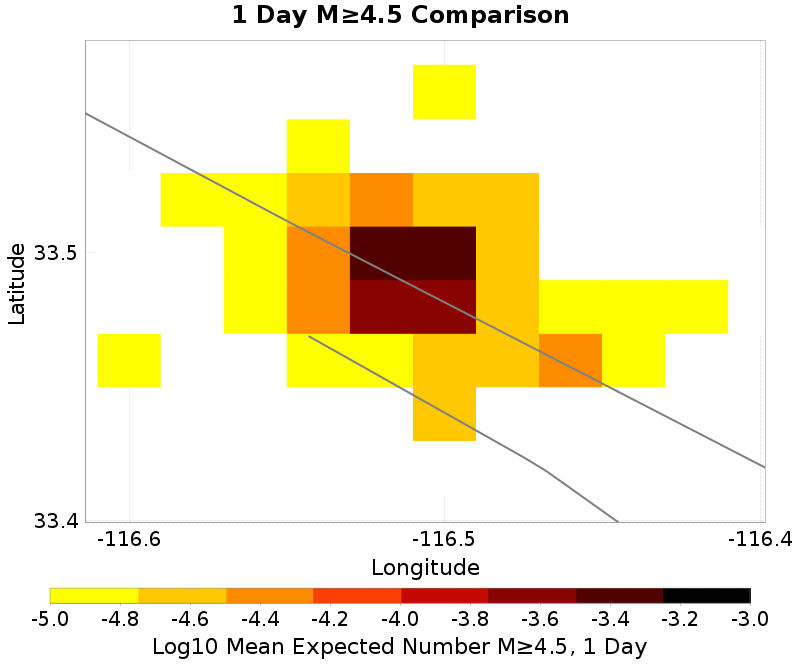 1 Day M≥4.5 Comparison
Latitude
33.5
33.4
-116.6 -116.5 -116.4
Longitude
-5.0 -4.8 -4.6 -4.4 -4.2 -4.0 -3.8 -3.6 -3.4 -3.2 -3.0
Log10 Mean Expected Number M≥4.5, 1 Day